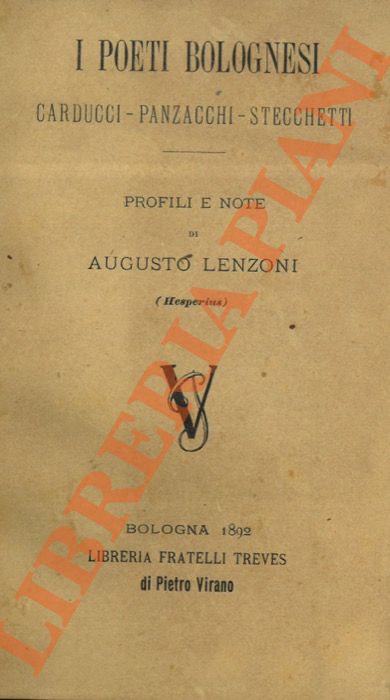 I POETI BOLOGNESI
CARDUCCI - PANZACCHI - STECCHETTI
PROFILI E NOTE
DI
AUGUSTO LENZONI
(Hesperius)
VP
BOLOGNA 1892
LIBRERIA FRATELLI TREVES
di Pietro Virano
LIBRERIA PIANI